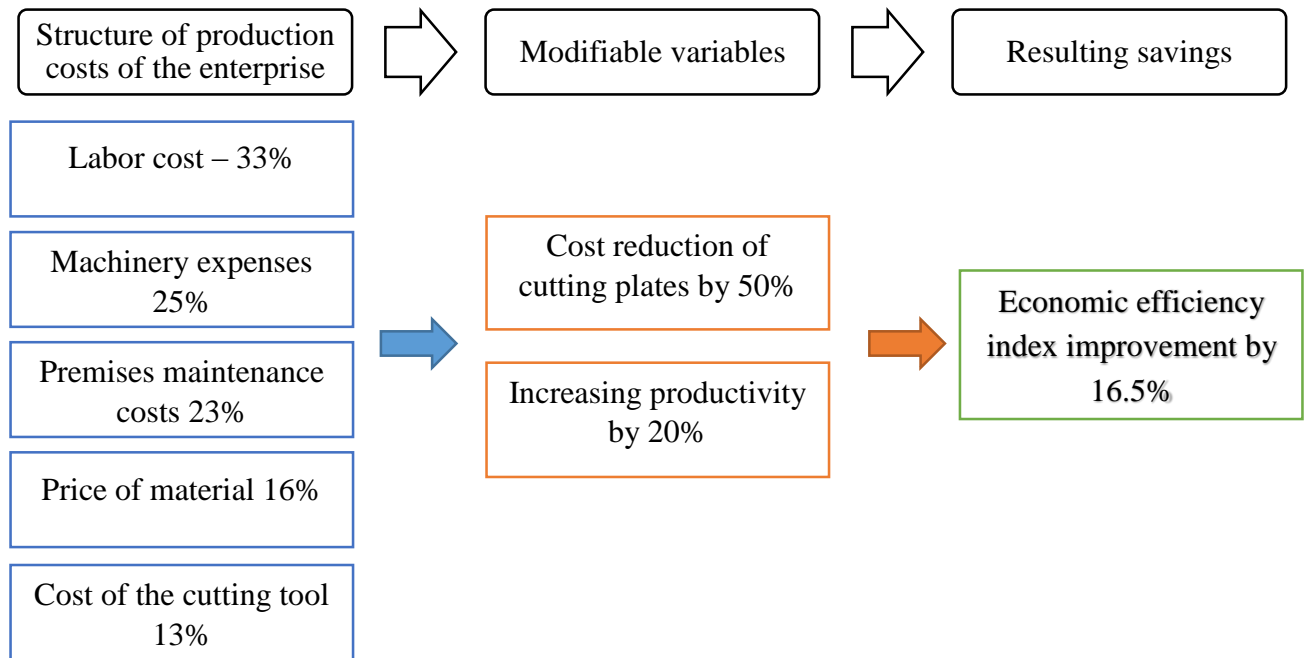 Structure of production
costs of the enterprise
Modifiable variables
Resulting savings
Labor cost – 33%
Machinery expenses
25%
Premises maintenance
costs 23%
Price of material 16%
Cost of the cutting tool
13%
Cost reduction of
cutting plates by 50%
Increasing productivity
by 20%
Economic efficiency
index improvement by
16.5%